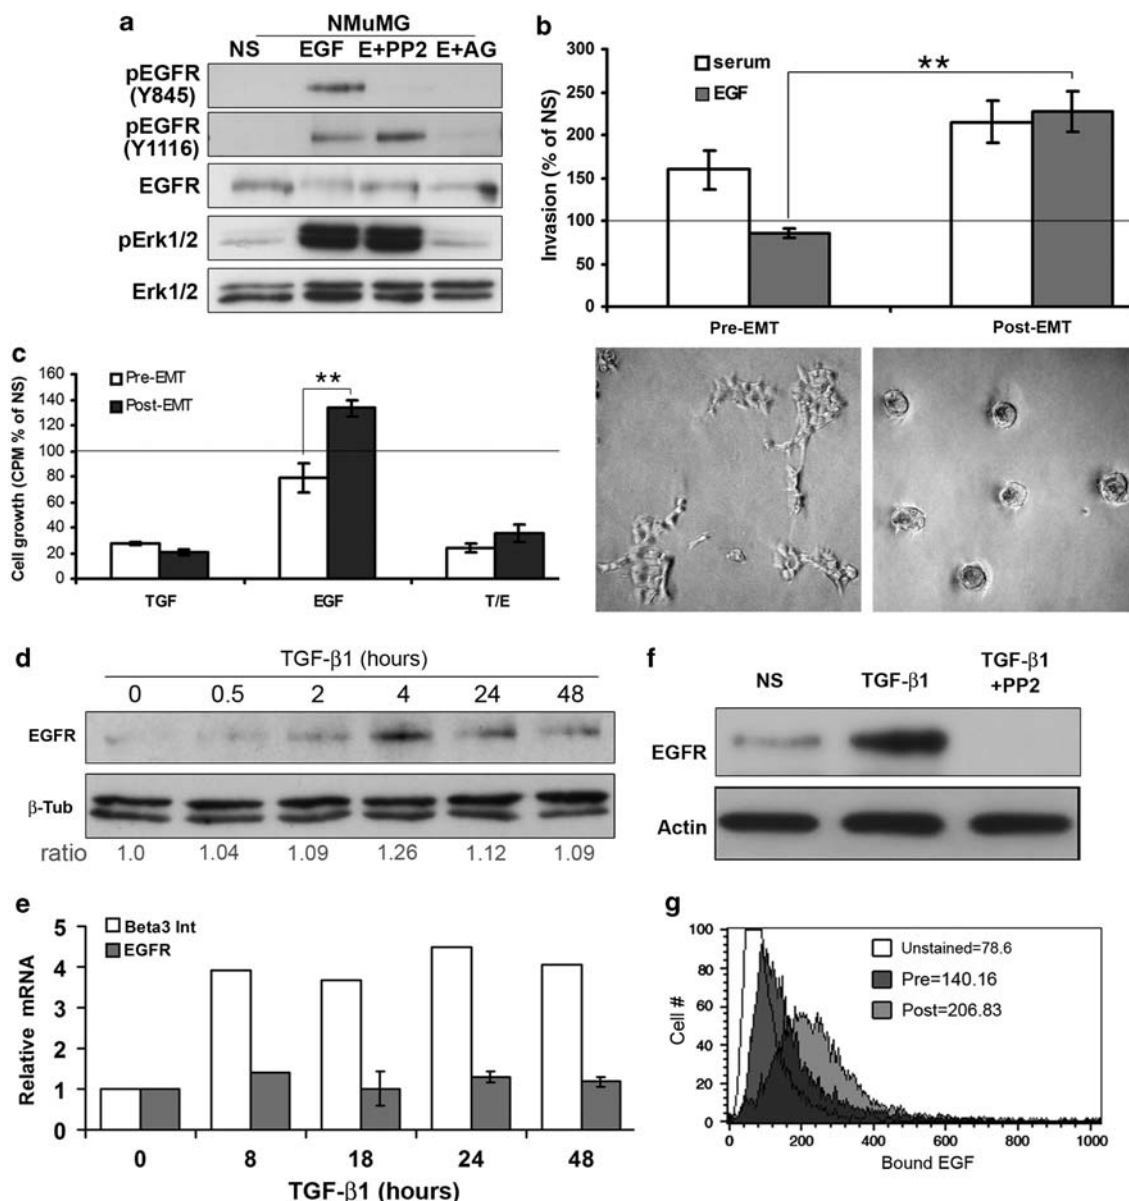 a
NMuMG
NS EGF E+PP2 E+AG
pEGFR
(Y845)
pEGFR
(Y1116)
EGFR
pErk1/2
Erk1/2
b
Invasion (% of NS)
300
250
200
150
100
50
0
serum
EGF
**
Pre-EMT Post-EMT
c
Cell growth (CPM % of NS)
160
140
120
100
80
60
40
20
0
Pre-EMT
Post-EMT
**
TGF EGF T/E
d
TGF-β1 (hours)
0 0.5 2 4 24 48
EGFR
β-Tub
ratio 1.0 1.04 1.09 1.26 1.12 1.09
e
Relative mRNA
5
4
3
2
1
0
Beta3 Int
EGFR
0 8 18 24 48
TGF-β1 (hours)
f
NS TGF-β1 TGF-β1
+PP2
EGFR
Actin
g
Cell #
100
80
60
40
20
0
Unstained=78.6
Pre=140.16
Post=206.83
0 200 400 600 800 1000
Bound EGF